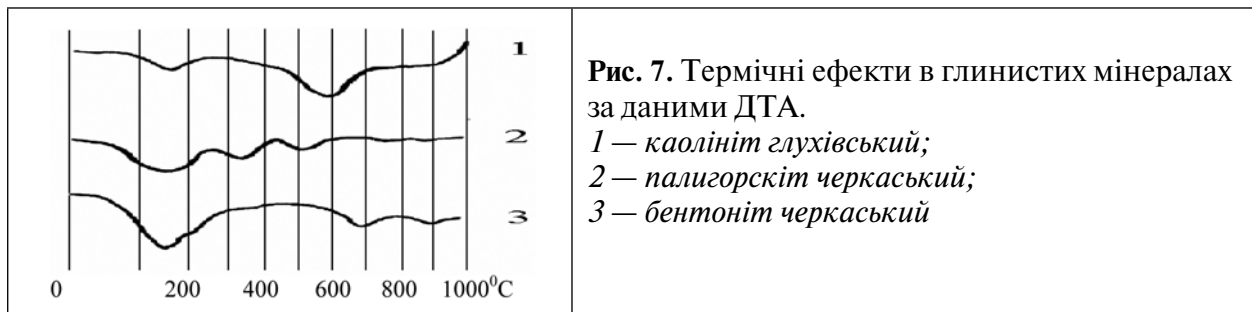 1
2
3
0 200 400 600 800 1000⁰C
Рис. 7. Термічні ефекти в глинистих мінералах
за даними ДТА.
1 — каолініт глухівський;
2 — палигорскіт черкаський;
3 — бентоніт черкаський